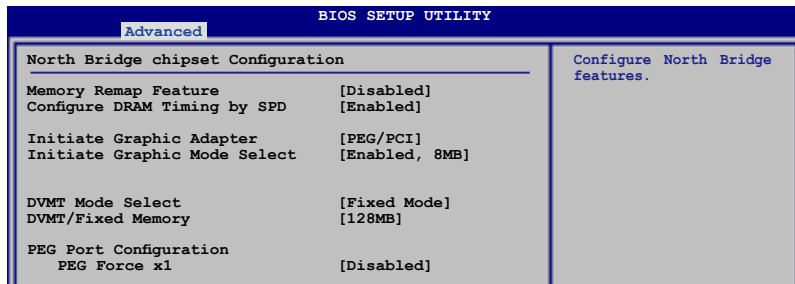 BIOS SETUP UTILITY
Advanced
North Bridge chipset Configuration
Configure North Bridge
features.
Memory Remap Feature [Disabled]
Configure DRAM Timing by SPD [Enabled]
Initiate Graphic Adapter [PEG/PCI]
Initiate Graphic Mode Select [Enabled, 8MB]
DVMT Mode Select [Fixed Mode]
DVMT/Fixed Memory [128MB]
PEG Port Configuration
PEG Force x1 [Disabled]